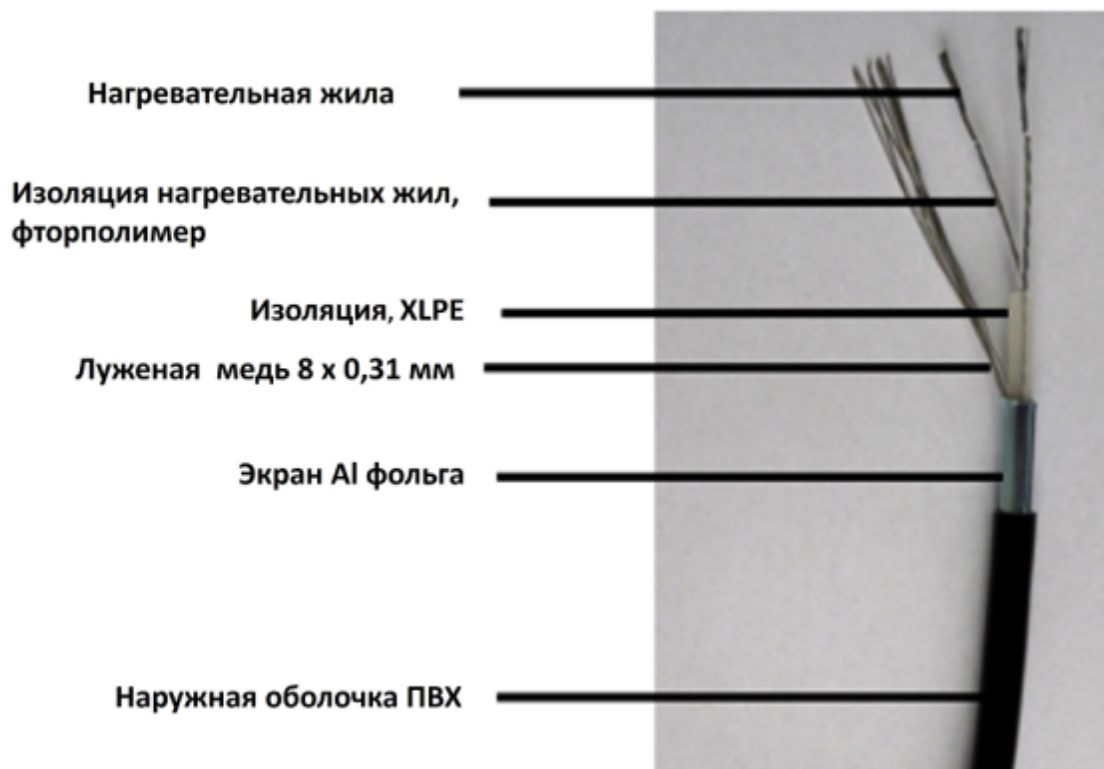 Нагревательная жила
Изоляция нагревательных жил,
фторполимер
Изоляция, XLPE
Луженая медь 8 х 0,31 мм
Экран Al фольга
Наружная оболочка ПВХ